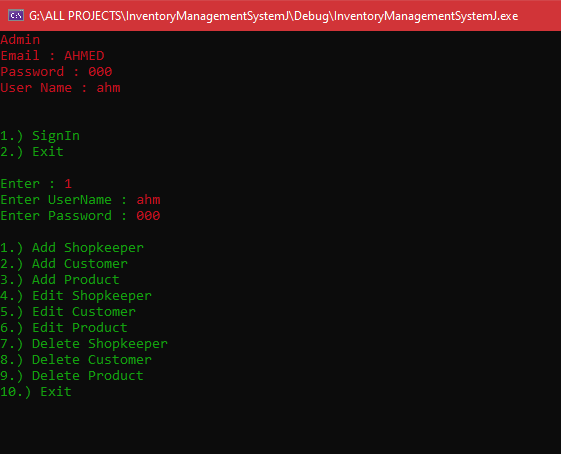 G:\ALL PROJECTS\InventoryManagementSystemJ\Debug\InventoryManagementSystemJ.exe
Admin
Email : AHMED
Password : 000
User Name : ahm
1.) SignIn
2.) Exit
Enter : 1
Enter UserName : ahm
Enter Password : 000
1.) Add Shopkeeper
2.) Add Customer
3.) Add Product
4.) Edit Shopkeeper
5.) Edit Customer
6.) Edit Product
7.) Delete Shopkeeper
8.) Delete Customer
9.) Delete Product
10.) Exit